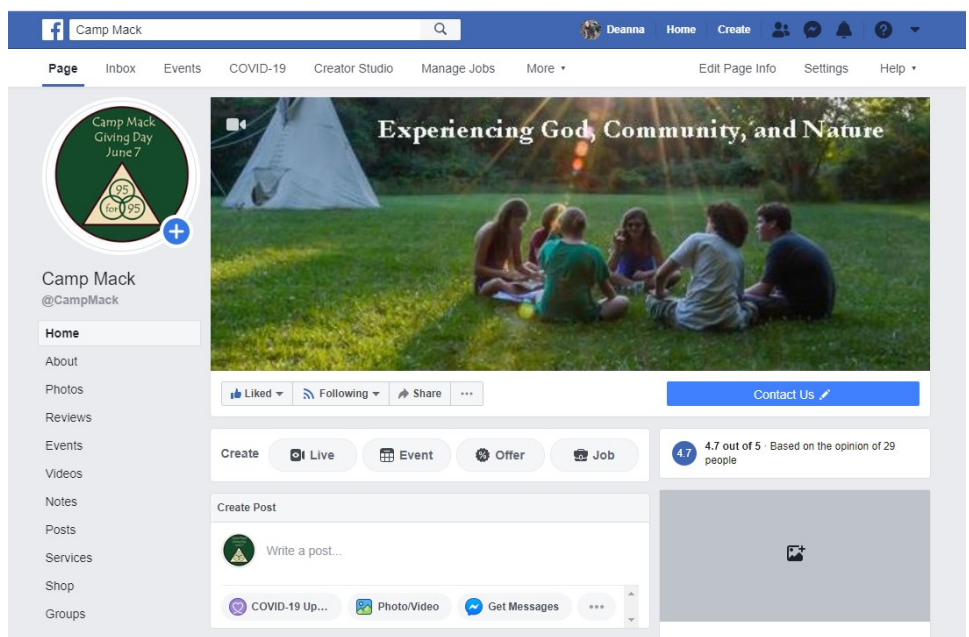 Camp Mack
Deanna Home Create
Page Inbox Events COVID-19 Creator Studio Manage Jobs More Edit Page Info Settings Help
Camp Mack
Giving Day
June 7
95
for 95
Experiencing God, Community, and Nature
Camp Mack
@CampMack
Home
About
Photos
Reviews
Events
Videos
Notes
Posts
Services
Shop
Groups
Liked Following Share ...
Contact Us
Create Live Event Offer Job
4.7
4.7 out of 5 · Based on the opinion of 29
people
Create Post
Write a post...
COVID-19 Up... Photo/Video Get Messages ...